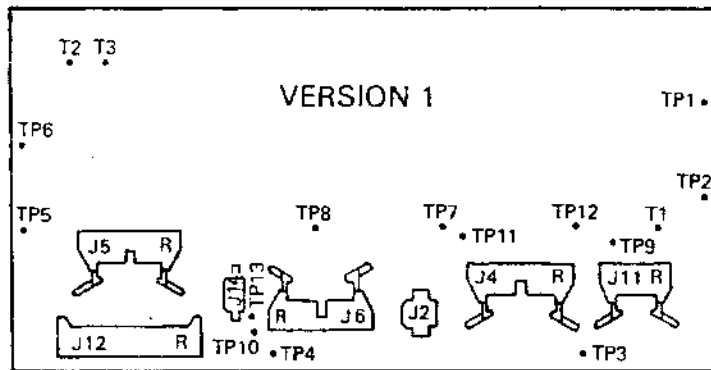 T2 T3
VERSION 1
TP1
TP6
TP2
TP5
TP8
TP7
TP12
T1
TP11
TP9
J5 R
J14
TP13
J4 R
J11 R
R J6
J2
J12 R
TP10
TP4
TP3